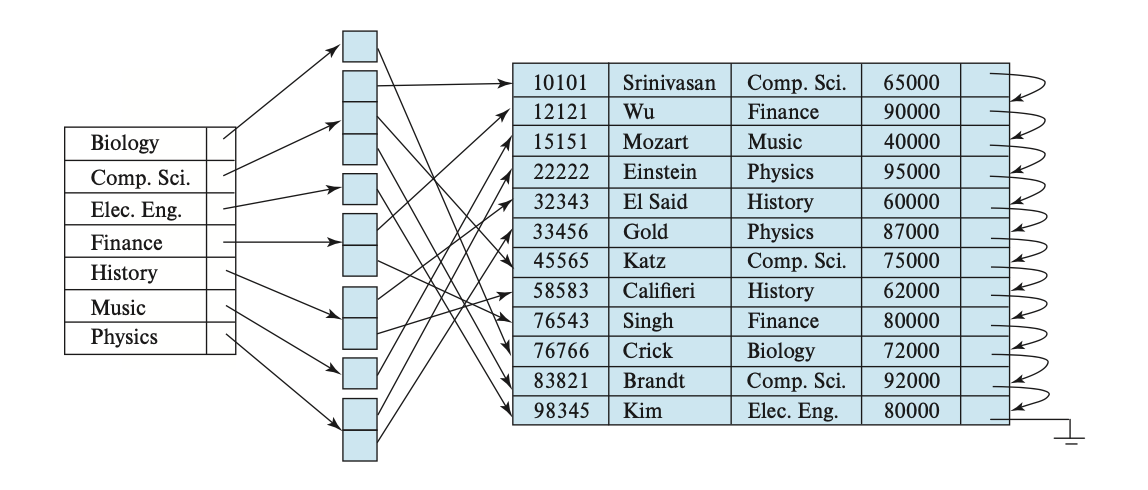 Biology
Comp. Sci.
Elec. Eng.
Finance
History
Music
Physics
10101 Srinivasan Comp. Sci. 65000
12121 Wu Finance 90000
15151 Mozart Music 40000
22222 Einstein Physics 95000
32343 El Said History 60000
33456 Gold Physics 87000
45565 Katz Comp. Sci. 75000
58583 Califieri History 62000
76543 Singh Finance 80000
76766 Crick Biology 72000
83821 Brandt Comp. Sci. 92000
98345 Kim Elec. Eng. 80000